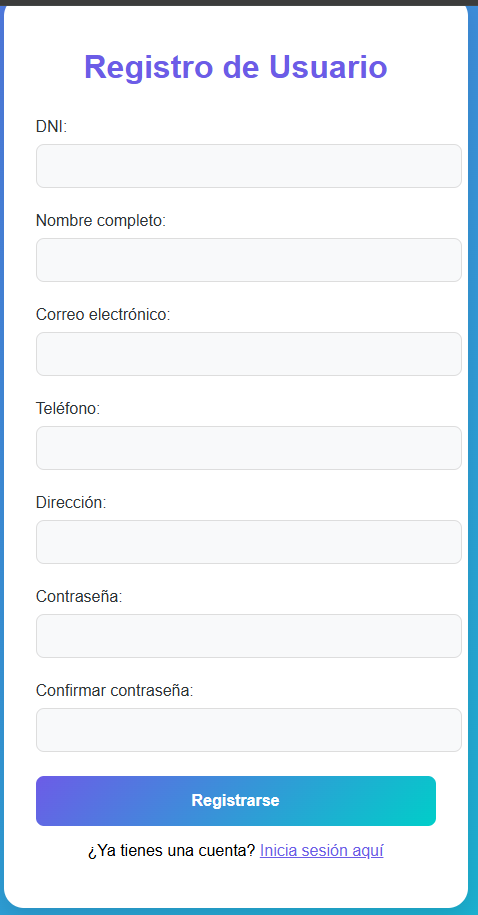 Registro de Usuario
DNI:
Nombre completo:
Correo electrónico:
Teléfono:
Dirección:
Contraseña:
Confirmar contraseña:
Registrarse
¿Ya tienes una cuenta? Inicia sesión aquí